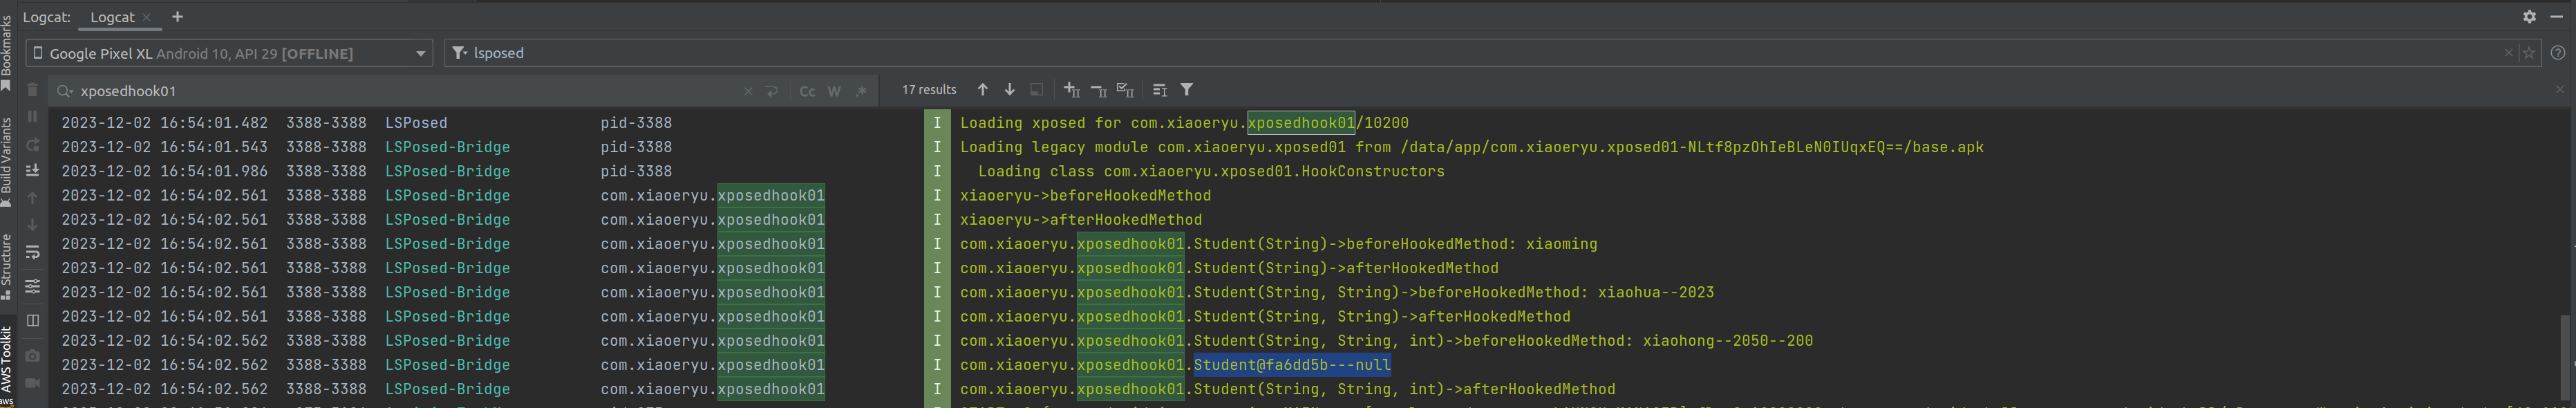 Logcat: Logcat
Google Pixel XL Android 10, API 29 [OFFLINE] lsposed
xposedhook01 Cc W .* 17 results
2023-12-02 16:54:01.482 3388-3388 LSPosed pid-3388 I Loading xposed for com.xiaoeryu.xposedhook01/10200
2023-12-02 16:54:01.543 3388-3388 LSPosed-Bridge pid-3388 I Loading legacy module com.xiaoeryu.xposed01 from /data/app/com.xiaoeryu.xposed01-NLtf8pzOhIeBLeN0IUqxEQ==/base.apk
2023-12-02 16:54:01.986 3388-3388 LSPosed-Bridge pid-3388 I Loading class com.xiaoeryu.xposed01.HookConstructors
2023-12-02 16:54:02.561 3388-3388 LSPosed-Bridge com.xiaoeryu.xposedhook01 I xiaoeryu->beforeHookedMethod
2023-12-02 16:54:02.561 3388-3388 LSPosed-Bridge com.xiaoeryu.xposedhook01 I xiaoeryu->afterHookedMethod
2023-12-02 16:54:02.561 3388-3388 LSPosed-Bridge com.xiaoeryu.xposedhook01 I com.xiaoeryu.xposedhook01.Student(String)->beforeHookedMethod: xiaoming
2023-12-02 16:54:02.561 3388-3388 LSPosed-Bridge com.xiaoeryu.xposedhook01 I com.xiaoeryu.xposedhook01.Student(String)->afterHookedMethod
2023-12-02 16:54:02.561 3388-3388 LSPosed-Bridge com.xiaoeryu.xposedhook01 I com.xiaoeryu.xposedhook01.Student(String, String)->beforeHookedMethod: xiaohua--2023
2023-12-02 16:54:02.561 3388-3388 LSPosed-Bridge com.xiaoeryu.xposedhook01 I com.xiaoeryu.xposedhook01.Student(String, String)->afterHookedMethod
2023-12-02 16:54:02.562 3388-3388 LSPosed-Bridge com.xiaoeryu.xposedhook01 I com.xiaoeryu.xposedhook01.Student(String, String, int)->beforeHookedMethod: xiaohong--2050--200
2023-12-02 16:54:02.562 3388-3388 LSPosed-Bridge com.xiaoeryu.xposedhook01 I com.xiaoeryu.xposedhook01.Student@fa6dd5b---null
2023-12-02 16:54:02.562 3388-3388 LSPosed-Bridge com.xiaoeryu.xposedhook01 I com.xiaoeryu.xposedhook01.Student(String, String, int)->afterHookedMethod
Bookmarks
Build Variants
Structure
AWS Toolkit
aws